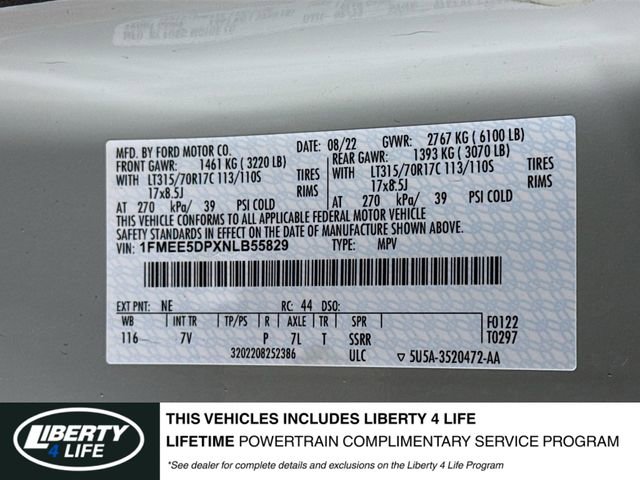 MFD. BY FORD MOTOR CO. DATE: 08/22 GVWR: 2767 KG (6100 LB)
FRONT GAWR: 1461 KG (3220 LB) REAR GAWR: 1393 KG (3070 LB)
WITH LT315/70R17C 113/110S TIRES WITH LT315/70R17C 113/110S TIRES
17x8.5J RIMS 17x8.5J RIMS
AT 270 kPa/ 39 PSI COLD AT 270 kPa/ 39 PSI COLD
THIS VEHICLE CONFORMS TO ALL APPLICABLE FEDERAL MOTOR VEHICLE
SAFETY STANDARDS IN EFFECT ON THE DATE OF MANUFACTURE SHOWN ABOVE.
VIN: 1FMEE5DPXNLB55829 TYPE: MPV
EXT PNT: NE RC: 44 DSO: F0122
WB INT TR TP/PS R AXLE TR SPR T0297
116 7V P 7L T SSRR
3202208252386 ULC ▽ 5U5A-3520472-AA
LIBERTY
4 LIFE
THIS VEHICLES INCLUDES LIBERTY 4 LIFE
LIFETIME POWERTRAIN COMPLIMENTARY SERVICE PROGRAM
*See dealer for complete details and exclusions on the Liberty 4 Life Program